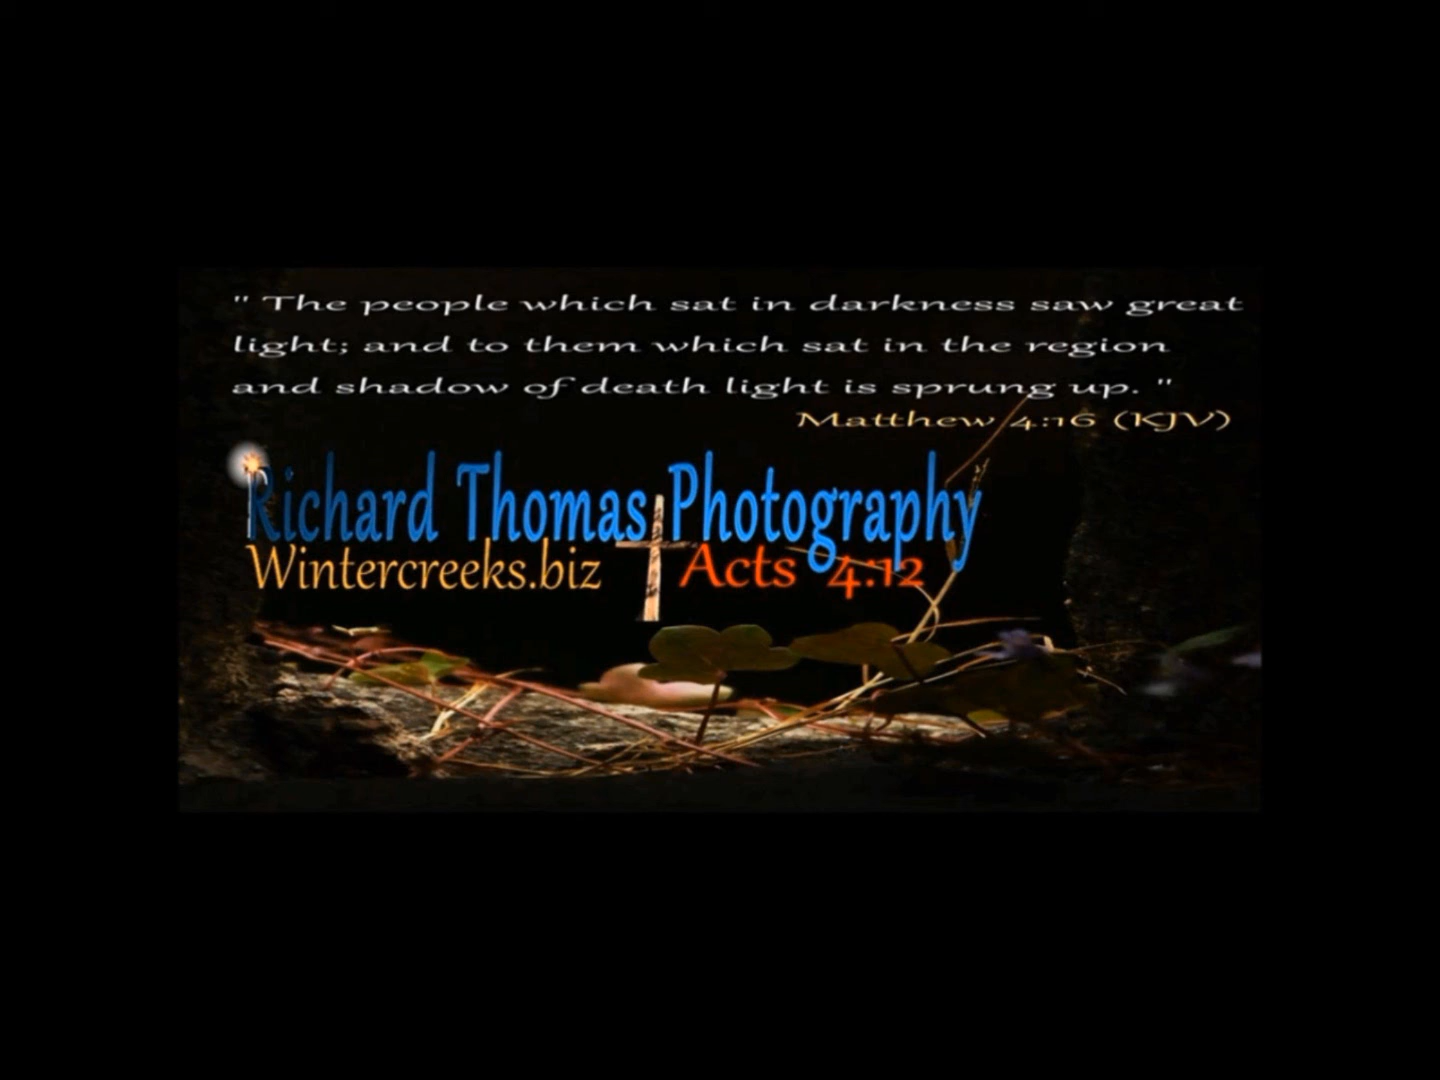 " The people which sat in darkness saw great
light; and to them which sat in the region
and shadow of death light is sprung up. "
Matthew 4:16 (KJV)
Richard Thomas Photography
Wintercreeks.biz Acts 4:12